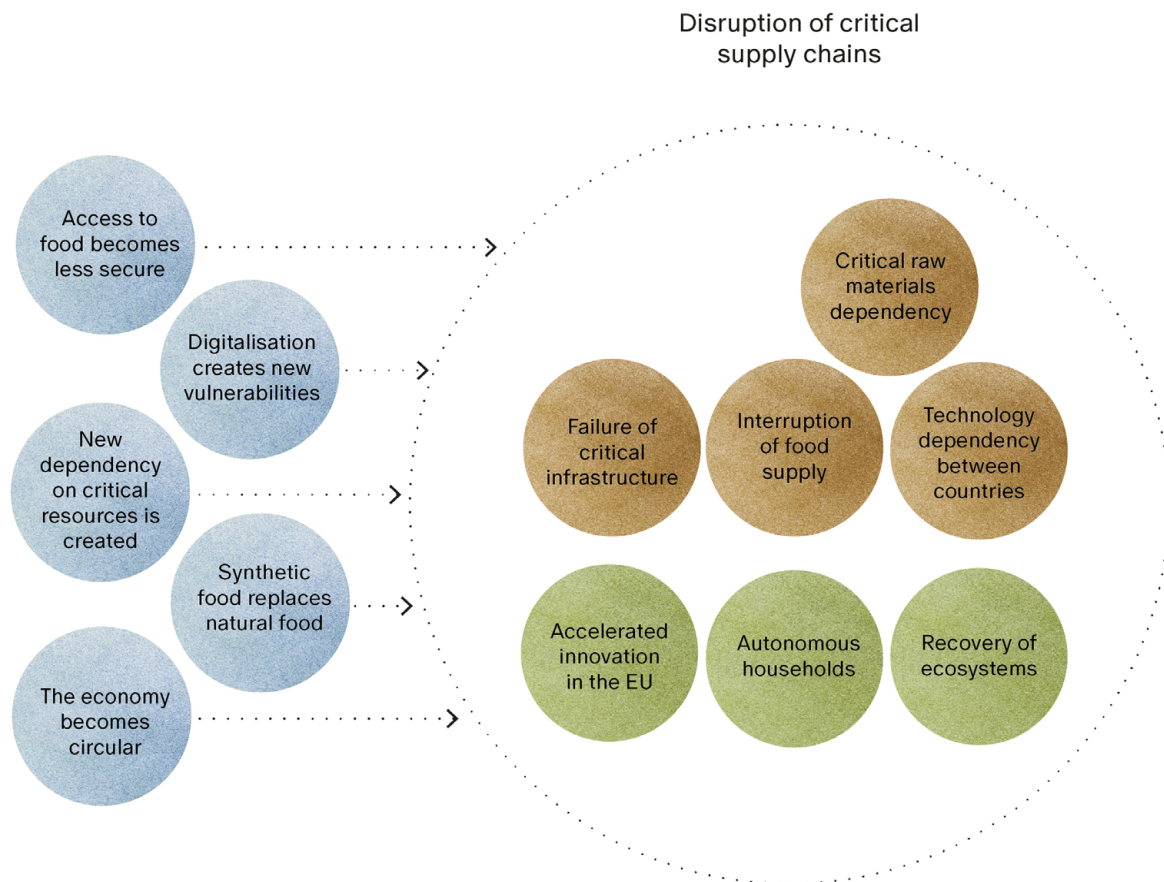 Disruption of critical
supply chains
Access to
food becomes
less secure
Digitalisation
creates new
vulnerabilities
New
dependency
on critical
resources is
created
Synthetic
food replaces
natural food
The economy
becomes
circular
Critical raw
materials
dependency
Failure of
critical
infrastructure
Interruption
of food
supply
Technology
dependency
between
countries
Accelerated
innovation
in the EU
Autonomous
households
Recovery of
ecosystems